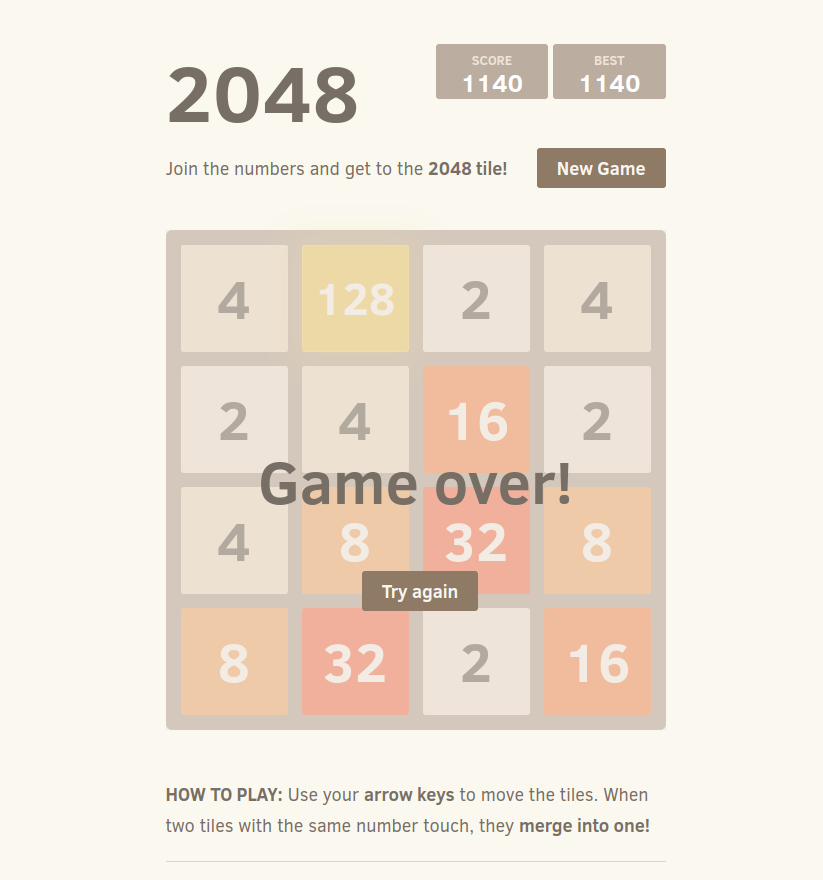 2048
SCORE
1140
BEST
1140
Join the numbers and get to the 2048 tile!
New Game
4 128 2 4
2 4 16 2
Game over!
4 8 32 8
Try again
8 32 2 16
HOW TO PLAY: Use your arrow keys to move the tiles. When
two tiles with the same number touch, they merge into one!